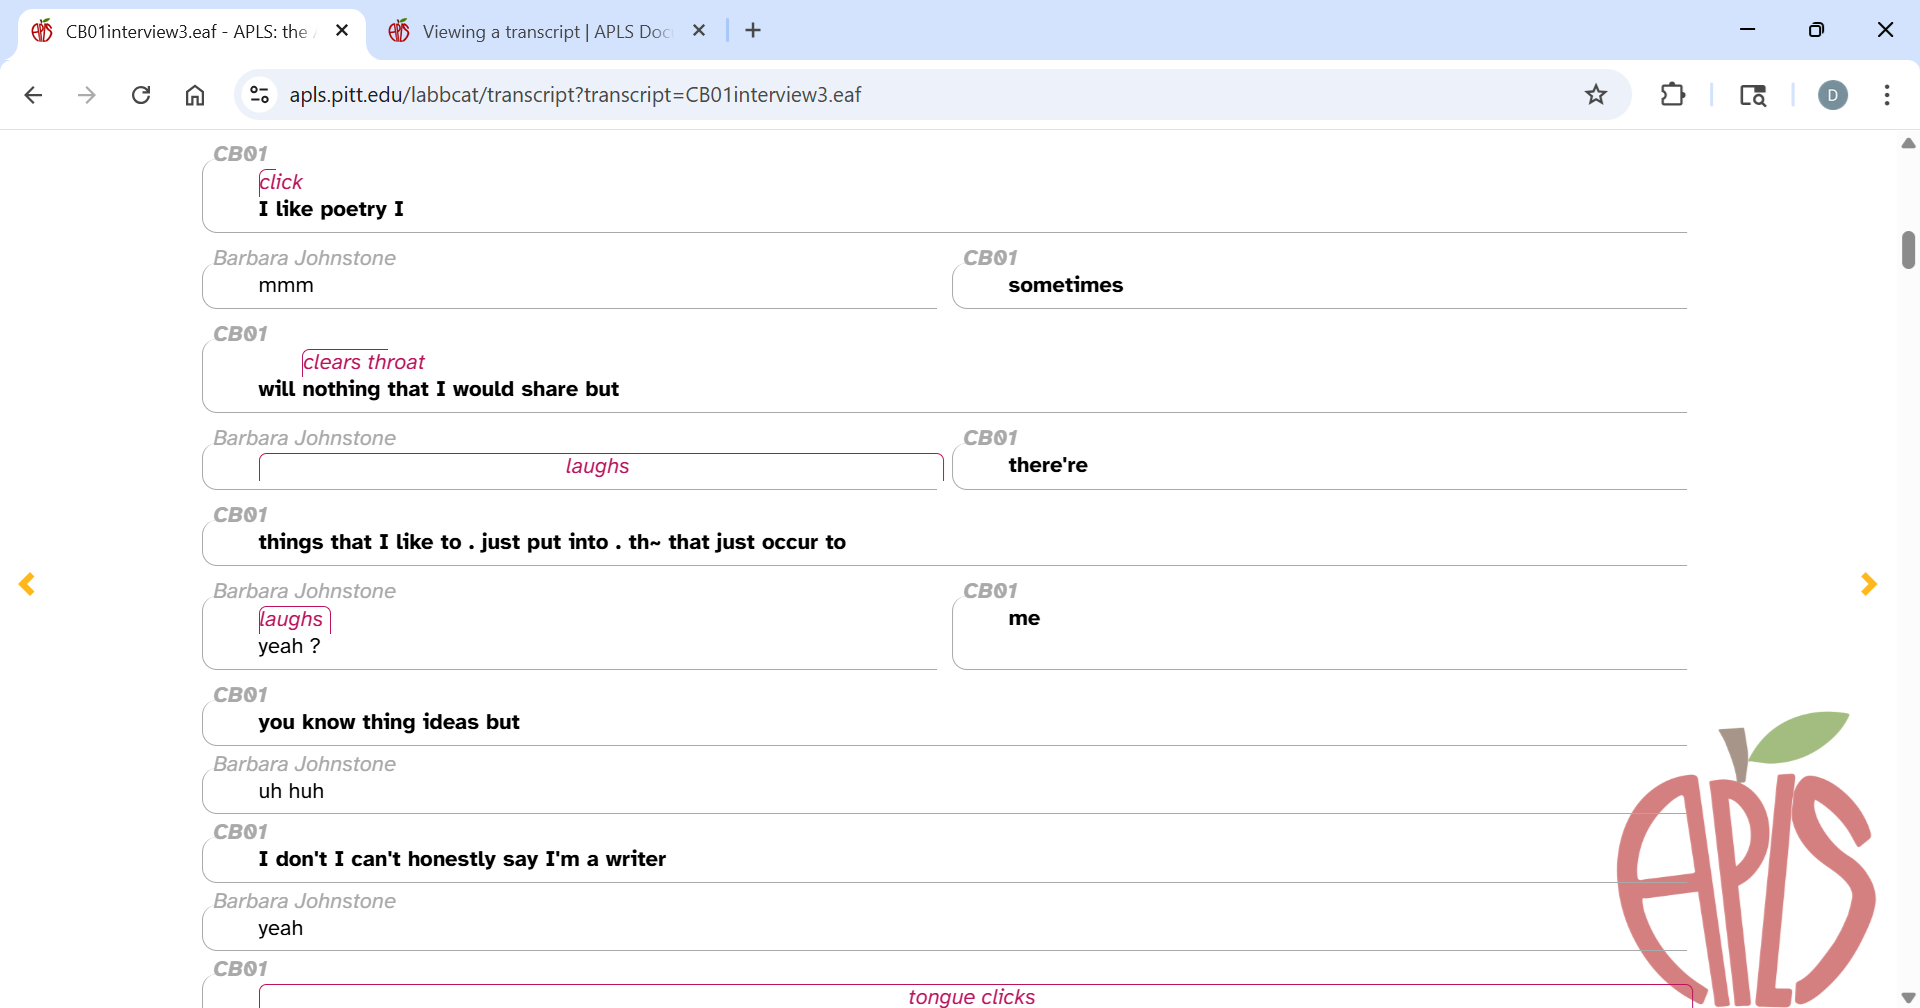 CB01interview3.eaf - APLS: the
Viewing a transcript | APLS Doc
apls.pitt.edu/labbcat/transcript?transcript=CB01interview3.eaf
D
CB01
click
I like poetry I
Barbara Johnstone
mmm
CB01
sometimes
CB01
clears throat
will nothing that I would share but
Barbara Johnstone
laughs
CB01
there're
CB01
things that I like to . just put into . th~ that just occur to
Barbara Johnstone
laughs
yeah ?
CB01
me
CB01
you know thing ideas but
Barbara Johnstone
uh huh
CB01
I don't I can't honestly say I'm a writer
Barbara Johnstone
yeah
CB01
tongue clicks
APLS